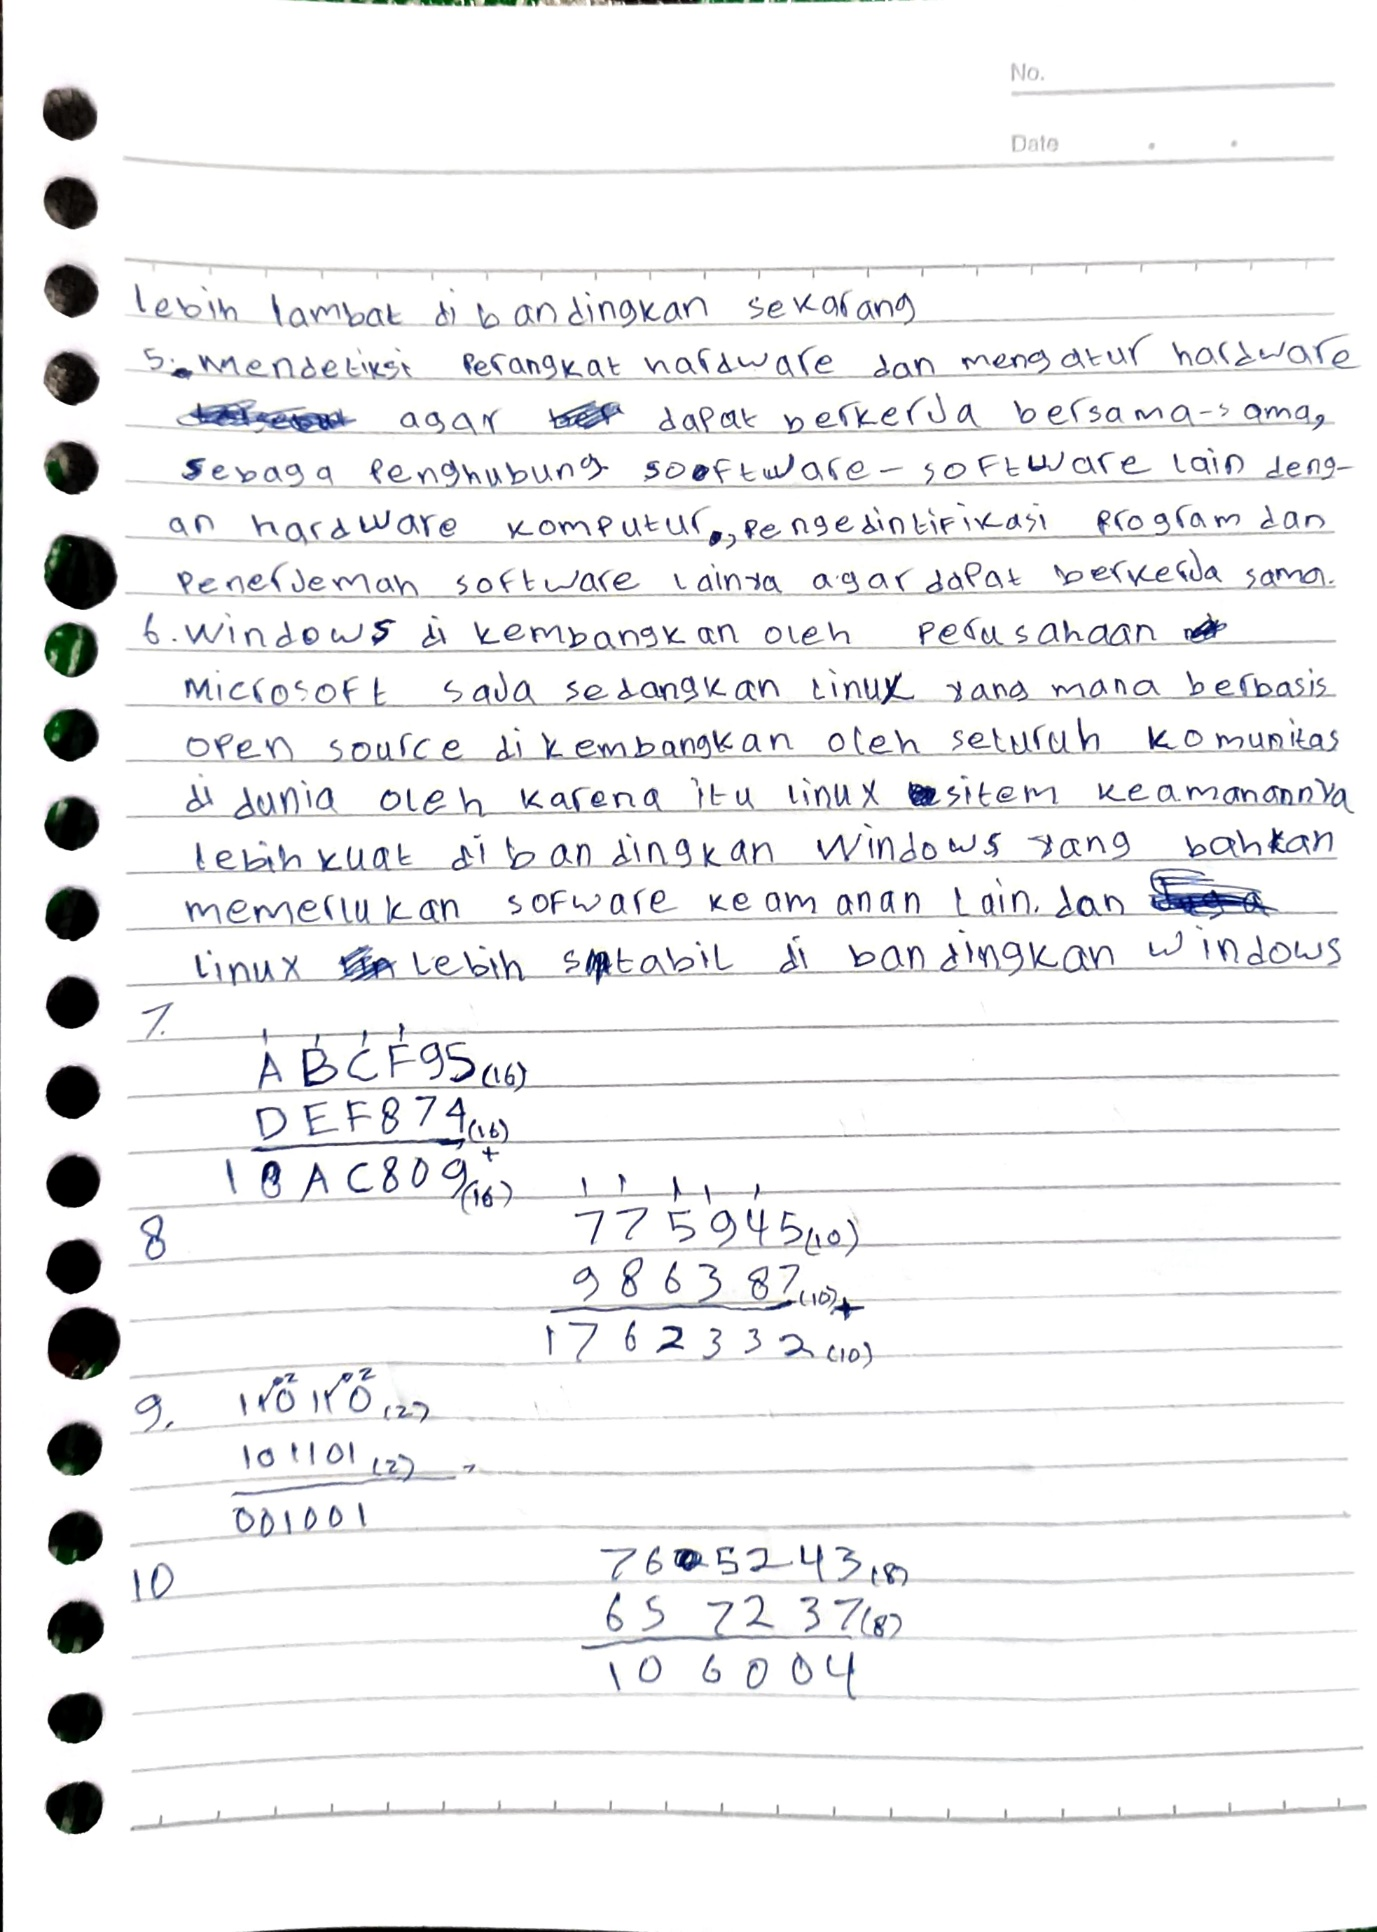 No.
Date
lebih lambat di bandingkan sekarang
5. Mendetiksi Perangkat hardware dan mengatur hardware
agar dapat berkerja bersama-sama,
sebaga Penghubung sooftware-software lain deng-
an hardware komputur, pengedintifikasi program dan
Penerjemah software lainya agar dapat berkerja sama.
6. Windows di kembangkan oleh Perusahaan
Microsoft saja sedangkan Linux yang mana berbasis
open source di kembangkan oleh seluruh komunitas
di dunia oleh karena itu linux sitem keamanannya
lebih kuat di bandingkan Windows yang bahkan
memerlukan sofware keamanan lain. dan
linux lebih stabil di bandingkan windows
7.
ABCF95(16)
DEF874(16)
+
18AC809(16)
8
775945(10)
986387(10)+
1762332(10)
9. 110110(2)
101101(2) -
001001
10
765243(8)
657237(8)
106004